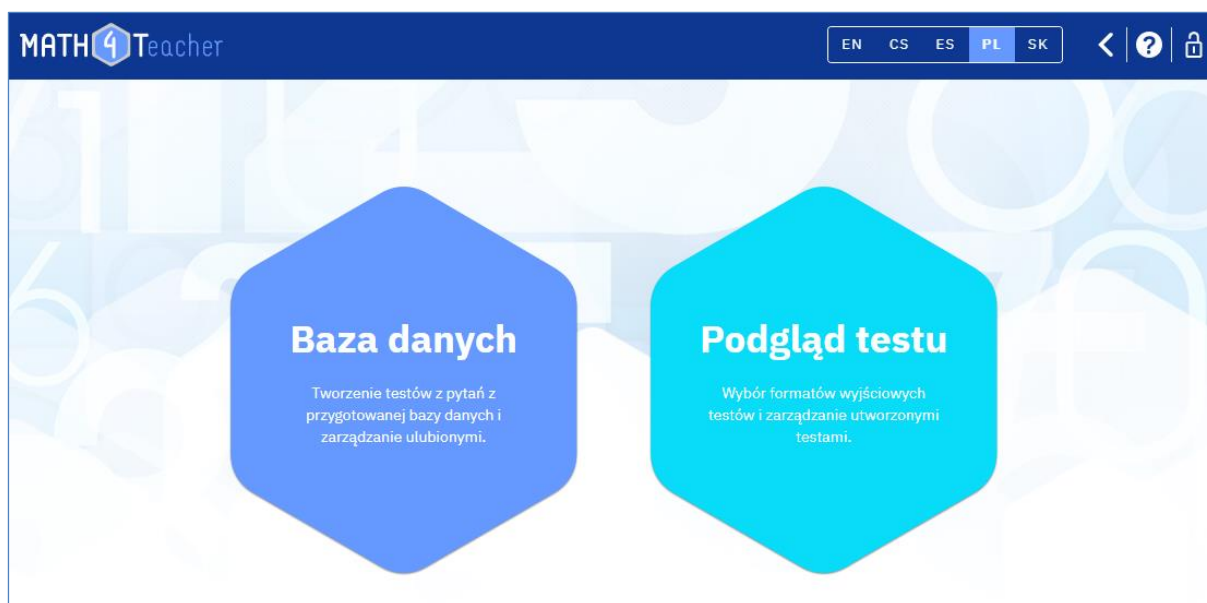 MATH4Teacher
EN CS ES PL SK
?
Baza danych
Tworzenie testów z pytań z
przygotowanej bazy danych i
zarządzanie ulubionymi.
Podgląd testu
Wybór formatów wyjściowych
testów i zarządzanie utworzonymi
testami.